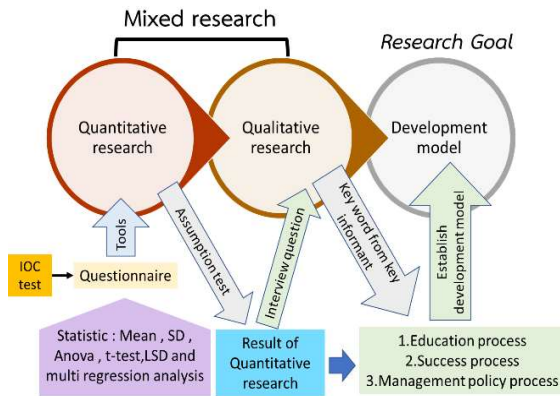 Mixed research
Research Goal
Quantitative
research
Qualitative
research
Development
model
Tools
Assumption test
Interview question
Key word from key
informant
Establish
development model
IOC
test
Questionnaire
Statistic : Mean , SD ,
Anova , t-test,LSD and
multi regression analysis
Result of
Quantitative
research
1.Education process
2.Success process
3.Management policy process